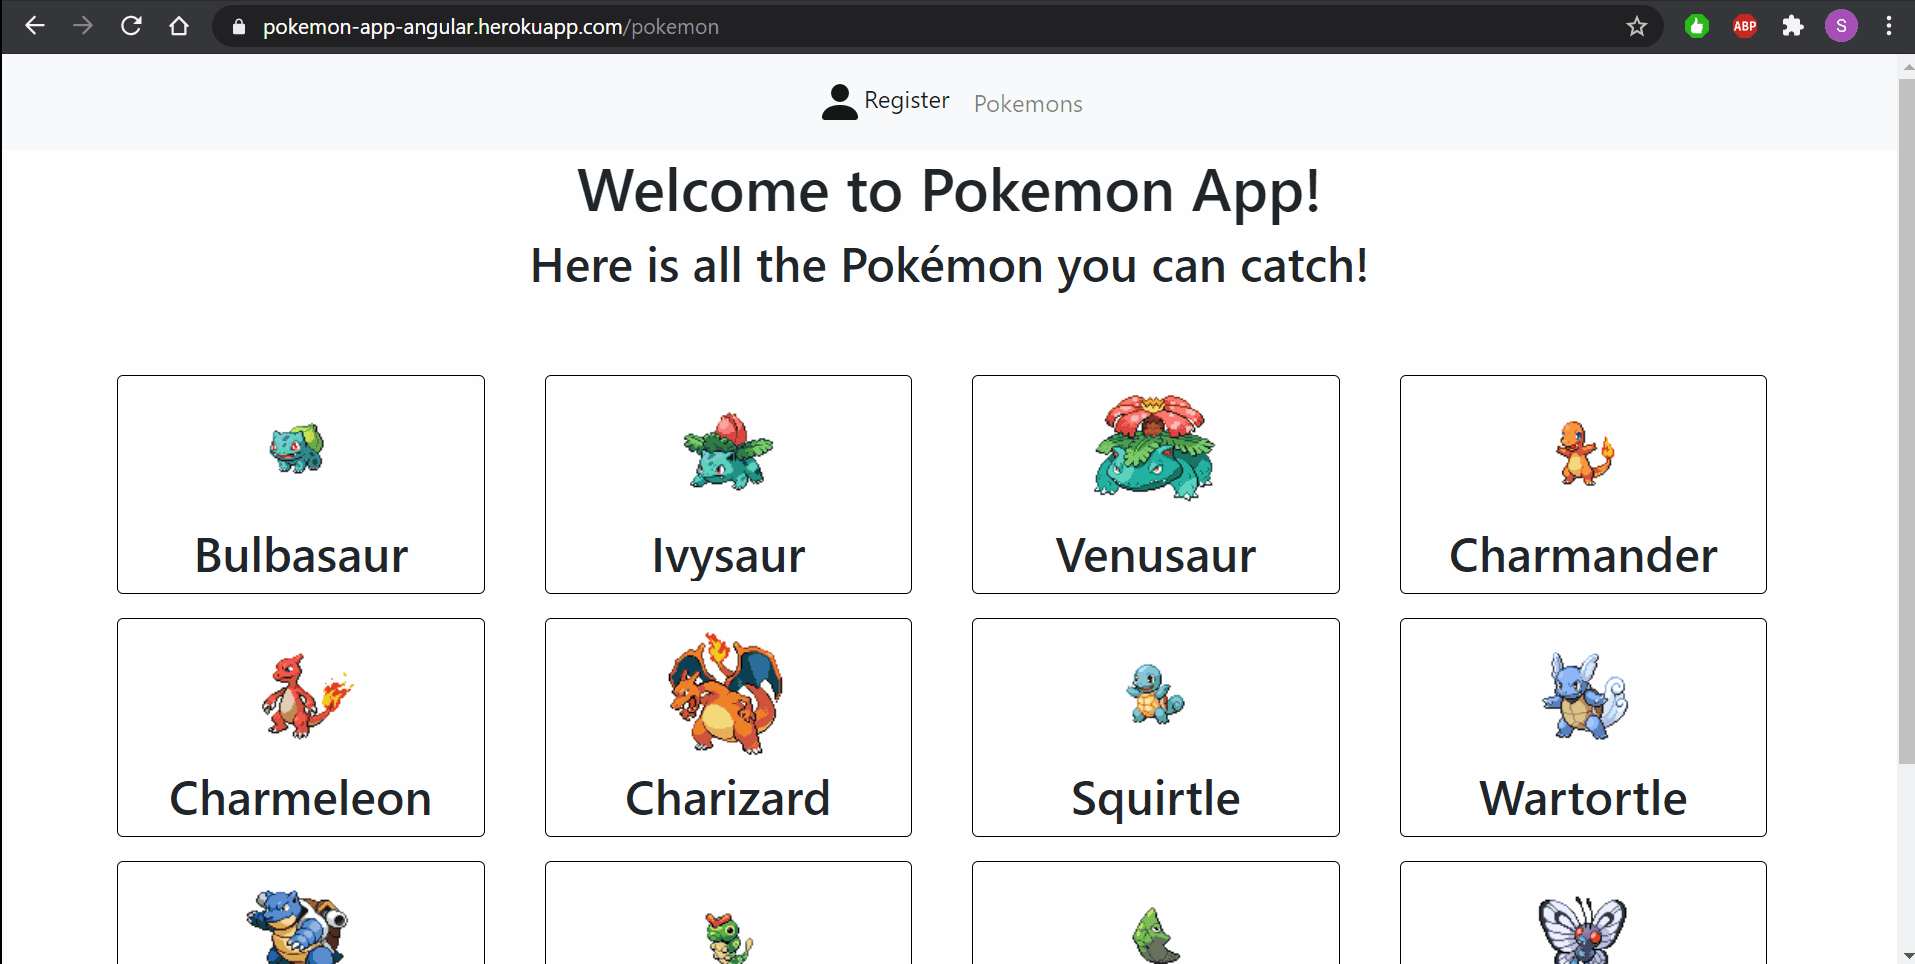 pokemon-app-angular.herokuapp.com/pokemon
ABP
S
Register Pokemons
Welcome to Pokemon App!
Here is all the Pokémon you can catch!
Bulbasaur Ivysaur Venusaur Charmander
Charmeleon Charizard Squirtle Wartortle